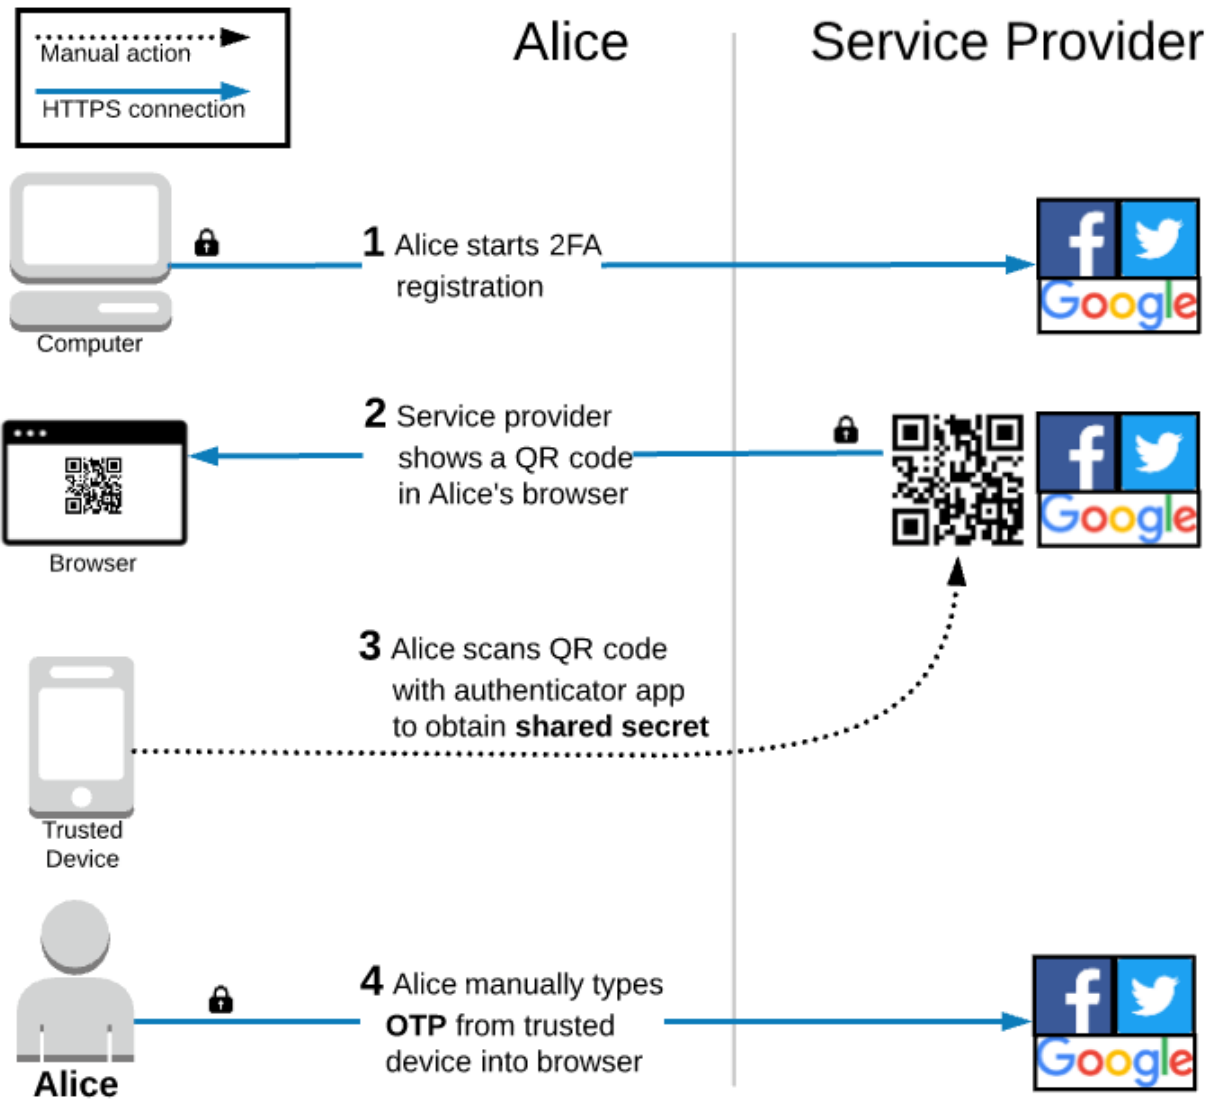 Manual action
HTTPS connection
Alice
Service Provider
1 Alice starts 2FA
registration
f
Google
Computer
2 Service provider
shows a QR code
in Alice's browser
f
Google
Browser
3 Alice scans QR code
with authenticator app
to obtain shared secret
Trusted
Device
4 Alice manually types
OTP from trusted
device into browser
f
Google
Alice